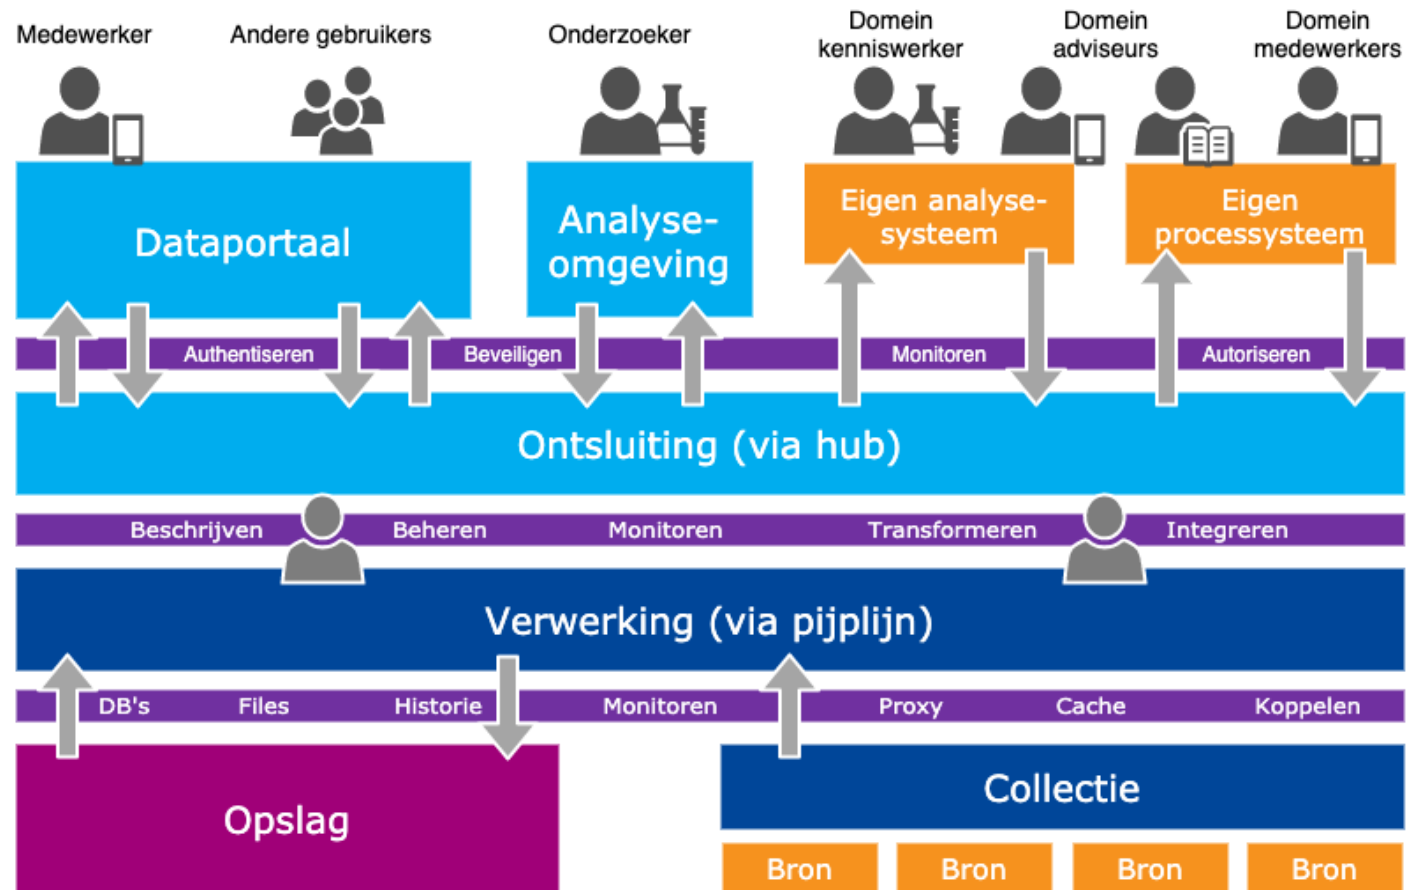 Medewerker
Andere gebruikers
Onderzoeker
Domein
kenniswerker
Domein
adviseurs
Domein
medewerkers
Dataportaal
Analyse-
omgeving
Eigen analyse-
systeem
Eigen
processysteem
Authentiseren Beveiligen Monitoren Autoriseren
Ontsluiting (via hub)
Beschrijven Beheren Monitoren Transformeren Integreren
Verwerking (via pijplijn)
DB's Files Historie Monitoren Proxy Cache Koppelen
Opslag
Collectie
Bron Bron Bron Bron